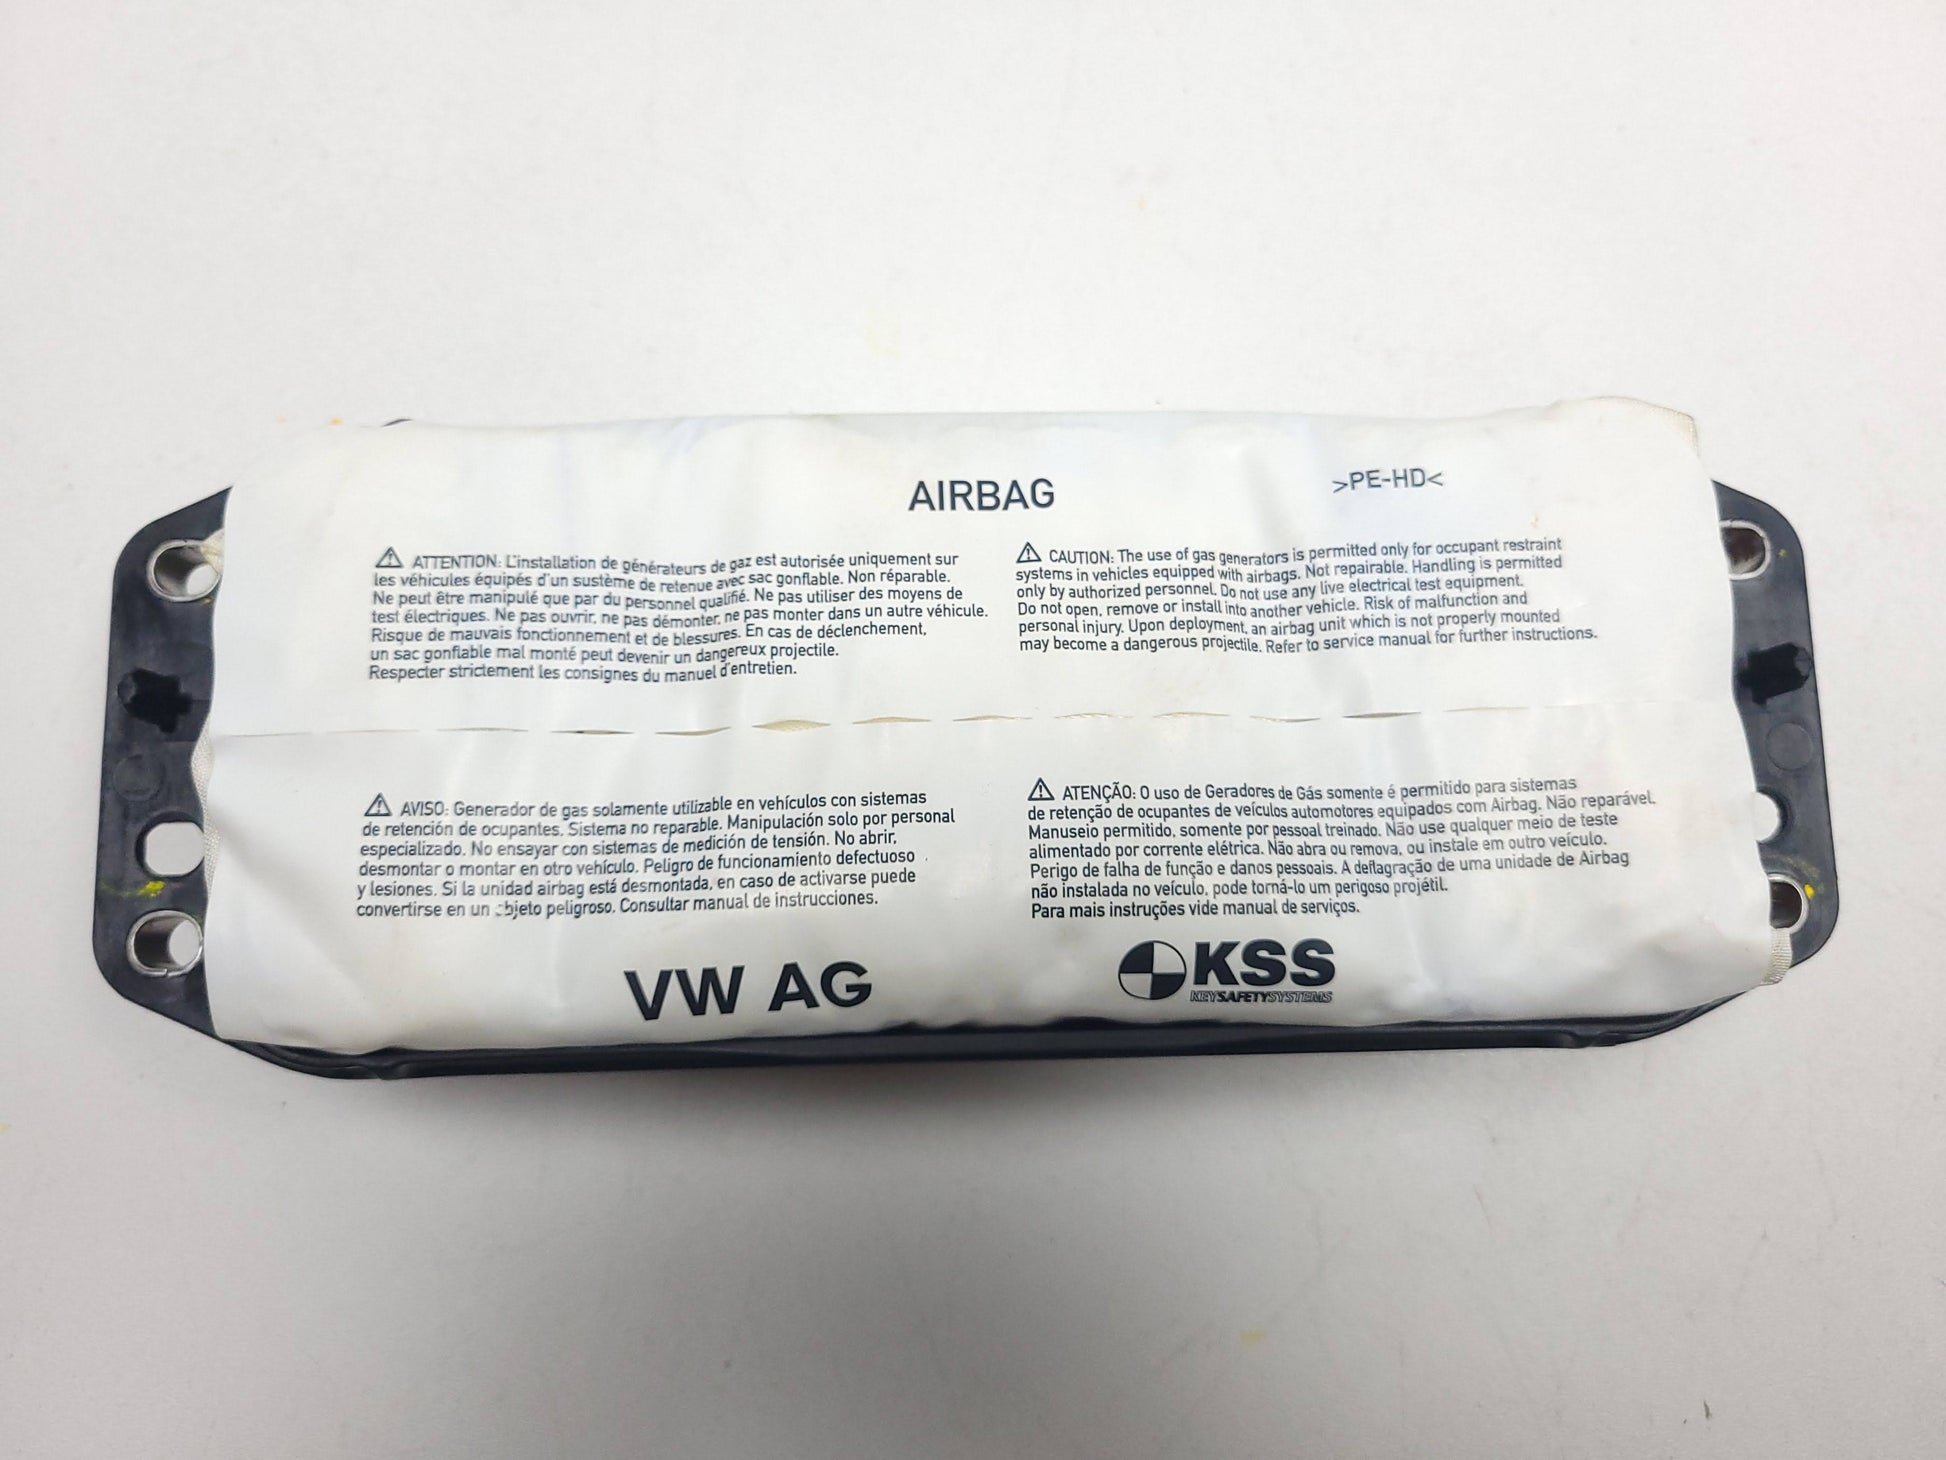 AIRBAG
>PE-HD<
ATTENTION: L'installation de générateurs de gaz est autorisée uniquement sur
les véhicules équipés d'un sustème de retenue avec sac gonflable. Non réparable.
Ne peut être manipulé que par du personnel qualifié. Ne pas utiliser des moyens de
test électriques. Ne pas ouvrir, ne pas démonter, ne pas monter dans un autre véhicule.
Risque de mauvais fonctionnement et de blessures. En cas de déclenchement,
un sac gonflable mal monté peut devenir un dangereux projectile.
Respecter strictement les consignes du manuel d'entretien.
CAUTION: The use of gas generators is permitted only for occupant restraint
systems in vehicles equipped with airbags. Not repairable. Handling is permitted
only by authorized personnel. Do not use any live electrical test equipment.
Do not open, remove or install into another vehicle. Risk of malfunction and
personal injury. Upon deployment, an airbag unit which is not properly mounted
may become a dangerous projectile. Refer to service manual for further instructions.
AVISO: Generador de gas solamente utilizable en vehículos con sistemas
de retención de ocupantes. Sistema no reparable. Manipulación solo por personal
especializado. No ensayar con sistemas de medición de tensión. No abrir,
desmontar o montar en otro vehículo. Peligro de funcionamiento defectuoso
y lesiones. Si la unidad airbag está desmontada, en caso de activarse puede
convertirse en un objeto peligroso. Consultar manual de instrucciones.
ATENÇÃO: O uso de Geradores de Gás somente é permitido para sistemas
de retenção de ocupantes de veículos automotores equipados com Airbag. Não reparável.
Manuseio permitido, somente por pessoal treinado. Não use qualquer meio de teste
alimentado por corrente elétrica. Não abra ou remova, ou instale em outro veículo.
Perigo de falha de função e danos pessoais. A deflagração de uma unidade de Airbag
não instalada no veículo, pode torná-lo um perigoso projétil.
Para mais instruções vide manual de serviços.
VW AG
KSS
KEYSAFETYSYSTEMS